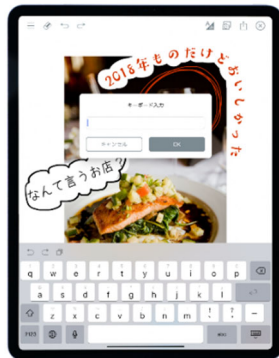 2018年ものだけどおいしかった
キーボード入力
キャンセル
OK
なんて言うお店?
q w e r t y u i o p
a s d f g h j k l
z x c v b n m ! ?
ABC